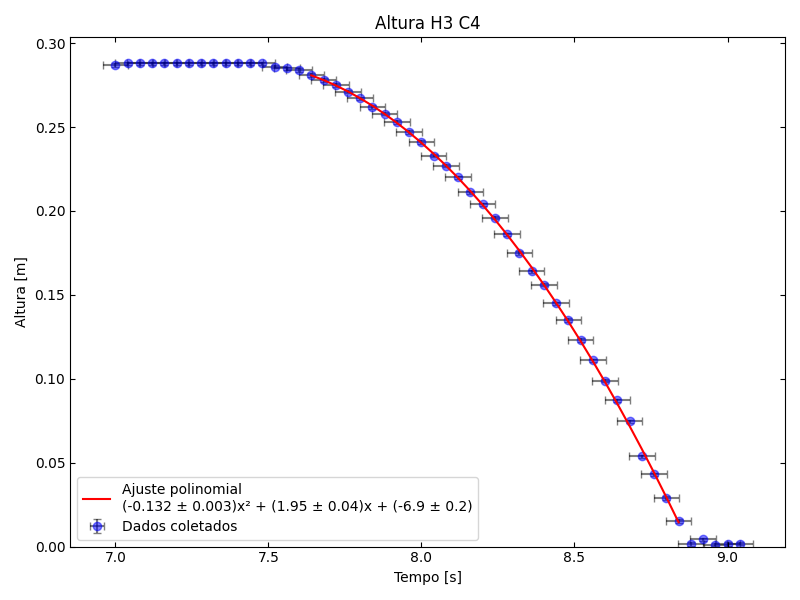 Altura H3 C4
0.30
0.25
0.20
0.15
0.10
0.05
0.00
Altura [m]
Ajuste polinomial
(-0.132 ± 0.003)x² + (1.95 ± 0.04)x + (-6.9 ± 0.2)
Dados coletados
7.0 7.5 8.0 8.5 9.0
Tempo [s]